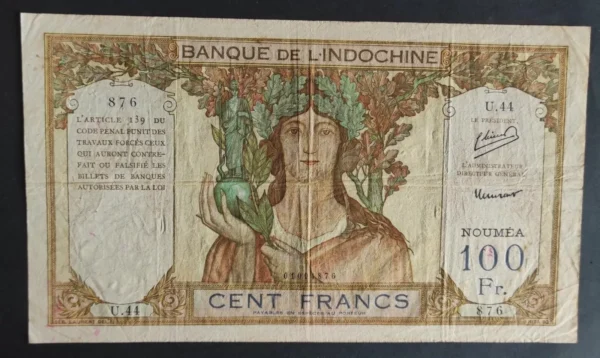 BANQUE DE L'INDOCHINE
876
L'ARTICLE 139 DU
CODE PENAL PUNIT DES
TRAVAUX FORCÉS CEUX
QUI AURONT CONTRE-
FAIT OU FALSIFIÉ LES
BILLETS DE BANQUES
AUTORISÉES PAR LA LOI
U.44
LE PRÉSIDENT
L'ADMINISTRATEUR
DIRECTEUR GÉNÉRAL
NOUMÉA
100
Fr.
876
U.44
CENT FRANCS
PAYABLES EN ESPÈCES AU PORTEUR